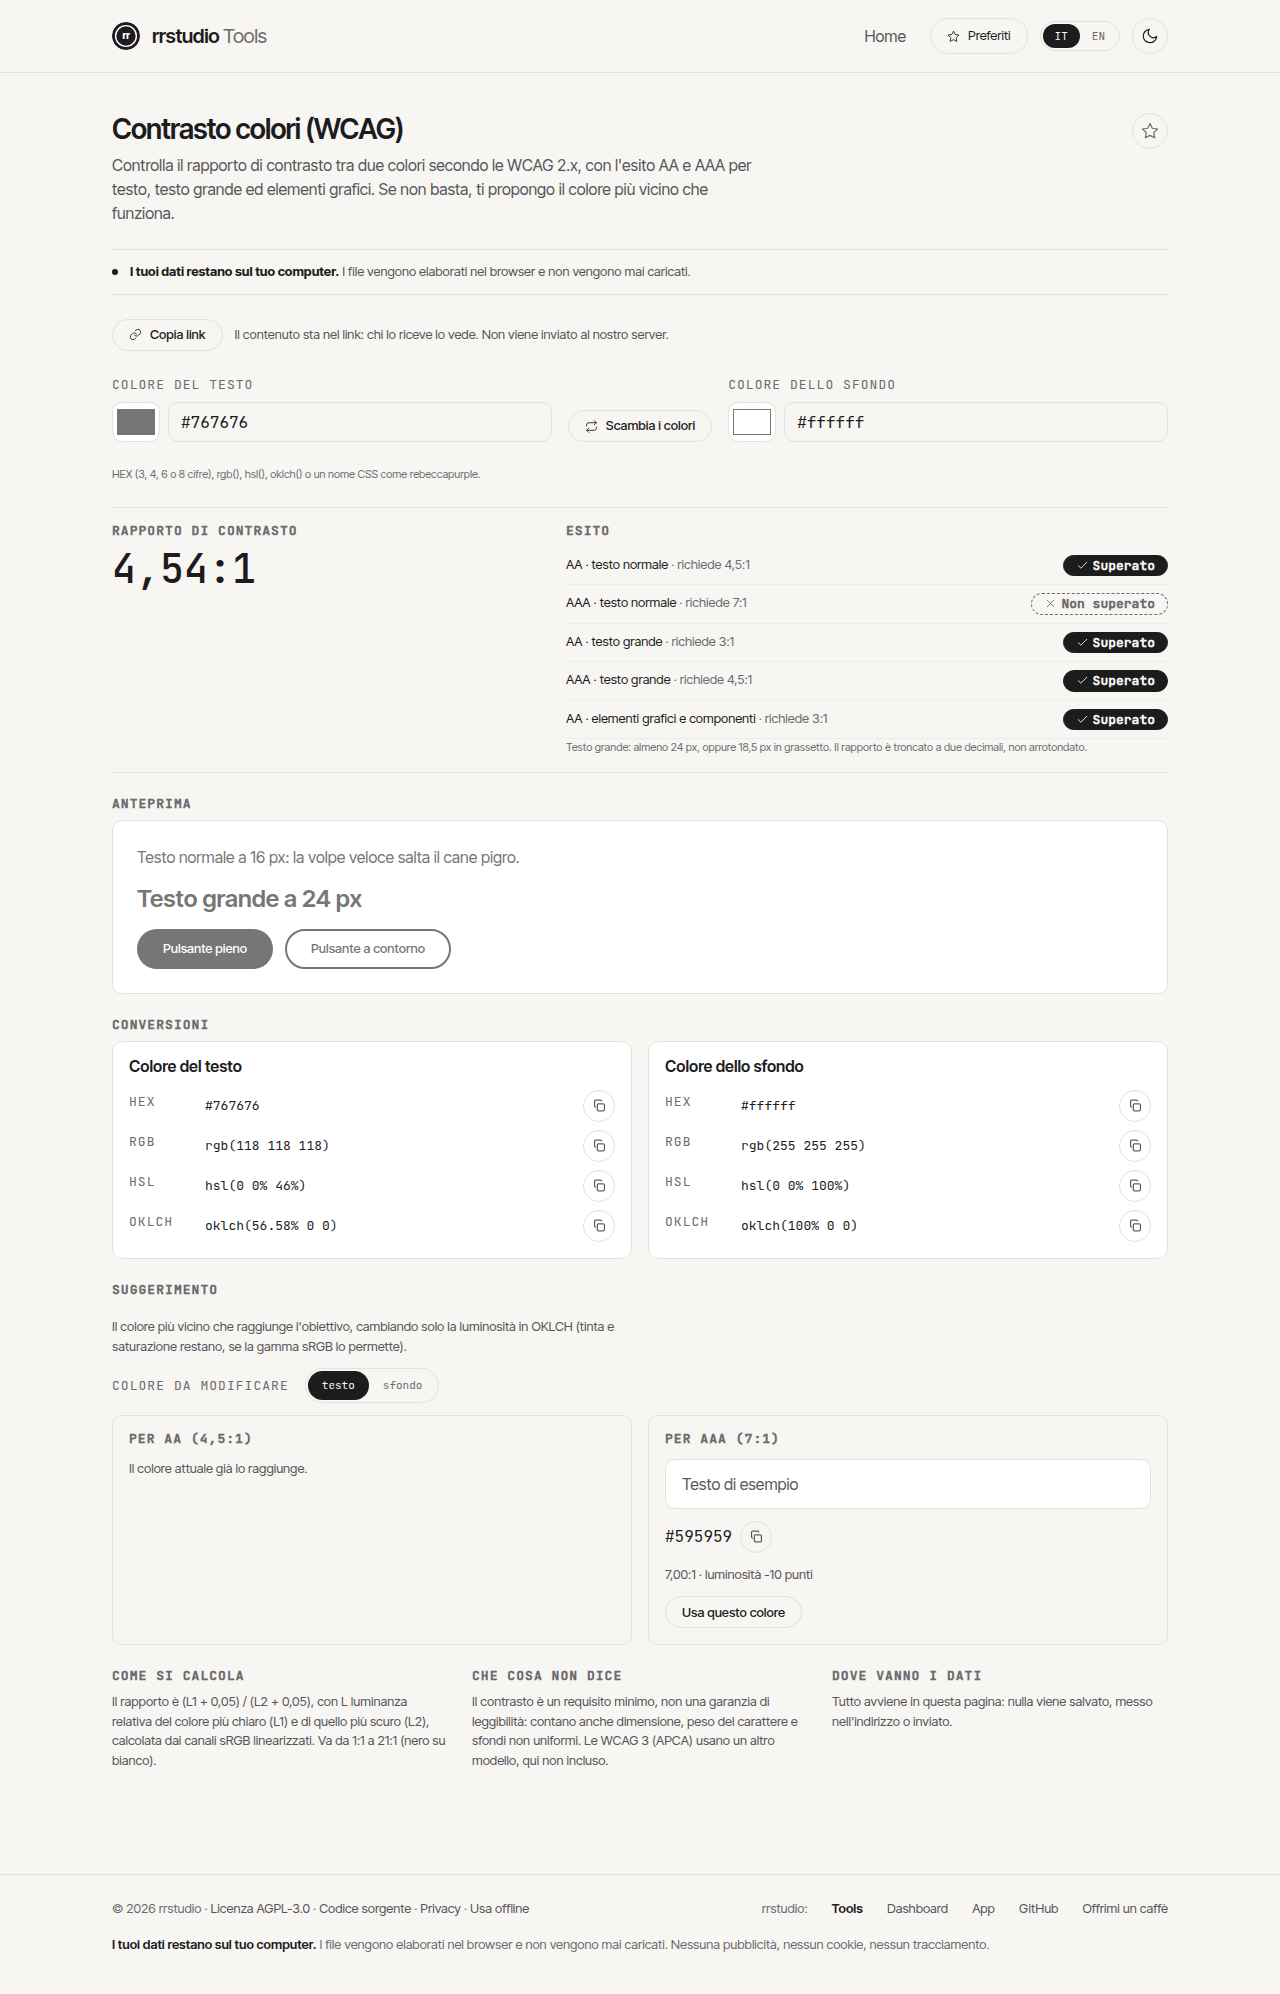 rr rrstudio Tools
Home
Preferiti
IT EN
Contrasto colori (WCAG)
Controlla il rapporto di contrasto tra due colori secondo le WCAG 2.x, con l'esito AA e AAA per
testo, testo grande ed elementi grafici. Se non basta, ti propongo il colore più vicino che
funziona.
I tuoi dati restano sul tuo computer. I file vengono elaborati nel browser e non vengono mai caricati.
Copia link
Il contenuto sta nel link: chi lo riceve lo vede. Non viene inviato al nostro server.
COLORE DEL TESTO
#767676
Scambia i colori
COLORE DELLO SFONDO
#ffffff
HEX (3, 4, 6 o 8 cifre), rgb(), hsl(), oklch() o un nome CSS come rebeccapurple.
RAPPORTO DI CONTRASTO
4,54:1
ESITO
AA · testo normale · richiede 4,5:1 Superato
AAA · testo normale · richiede 7:1 Non superato
AA · testo grande · richiede 3:1 Superato
AAA · testo grande · richiede 4,5:1 Superato
AA · elementi grafici e componenti · richiede 3:1 Superato
Testo grande: almeno 24 px, oppure 18,5 px in grassetto. Il rapporto è troncato a due decimali, non arrotondato.
ANTEPRIMA
Testo normale a 16 px: la volpe veloce salta il cane pigro.
Testo grande a 24 px
Pulsante pieno
Pulsante a contorno
CONVERSIONI
Colore del testo
HEX #767676
RGB rgb(118 118 118)
HSL hsl(0 0% 46%)
OKLCH oklch(56.58% 0 0)
Colore dello sfondo
HEX #ffffff
RGB rgb(255 255 255)
HSL hsl(0 0% 100%)
OKLCH oklch(100% 0 0)
SUGGERIMENTO
Il colore più vicino che raggiunge l'obiettivo, cambiando solo la luminosità in OKLCH (tinta e
saturazione restano, se la gamma sRGB lo permette).
COLORE DA MODIFICARE
testo sfondo
PER AA (4,5:1)
Il colore attuale già lo raggiunge.
PER AAA (7:1)
Testo di esempio
#595959
7,00:1 · luminosità -10 punti
Usa questo colore
COME SI CALCOLA
Il rapporto è (L1 + 0,05) / (L2 + 0,05), con L luminanza
relativa del colore più chiaro (L1) e di quello più scuro (L2),
calcolata dai canali sRGB linearizzati. Va da 1:1 a 21:1 (nero su
bianco).
CHE COSA NON DICE
Il contrasto è un requisito minimo, non una garanzia di
leggibilità: contano anche dimensione, peso del carattere e
sfondi non uniformi. Le WCAG 3 (APCA) usano un altro
modello, qui non incluso.
DOVE VANNO I DATI
Tutto avviene in questa pagina: nulla viene salvato, messo
nell'indirizzo o inviato.
© 2026 rrstudio · Licenza AGPL-3.0 · Codice sorgente · Privacy · Usa offline
rrstudio: Tools Dashboard App GitHub Offrimi un caffè
I tuoi dati restano sul tuo computer. I file vengono elaborati nel browser e non vengono mai caricati. Nessuna pubblicità, nessun cookie, nessun tracciamento.